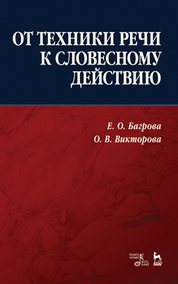 ОТ ТЕХНИКИ РЕЧИ
К СЛОВЕСНОМУ
ДЕЙСТВИЮ
Е. О. Багрова
О. В. Викторова